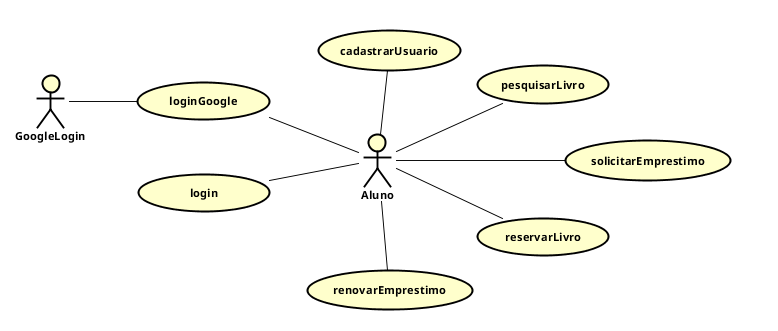 cadastrarUsuario
pesquisarLivro
loginGoogle
GoogleLogin
solicitarEmprestimo
login
Aluno
reservarLivro
renovarEmprestimo